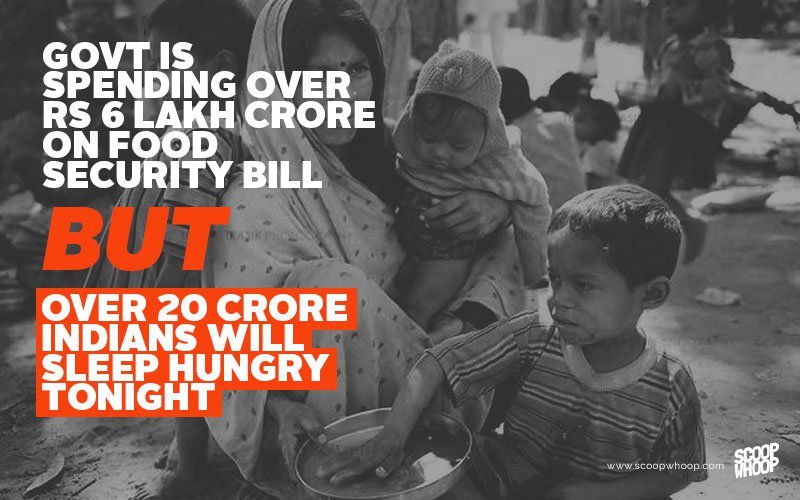 GOVT IS
SPENDING OVER
RS 6 LAKH CRORE
ON FOOD
SECURITY BILL
BUT
OVER 20 CRORE
INDIANS WILL
SLEEP HUNGRY
TONIGHT
www.scoopwhoop.com
SCOOP
WHOOP